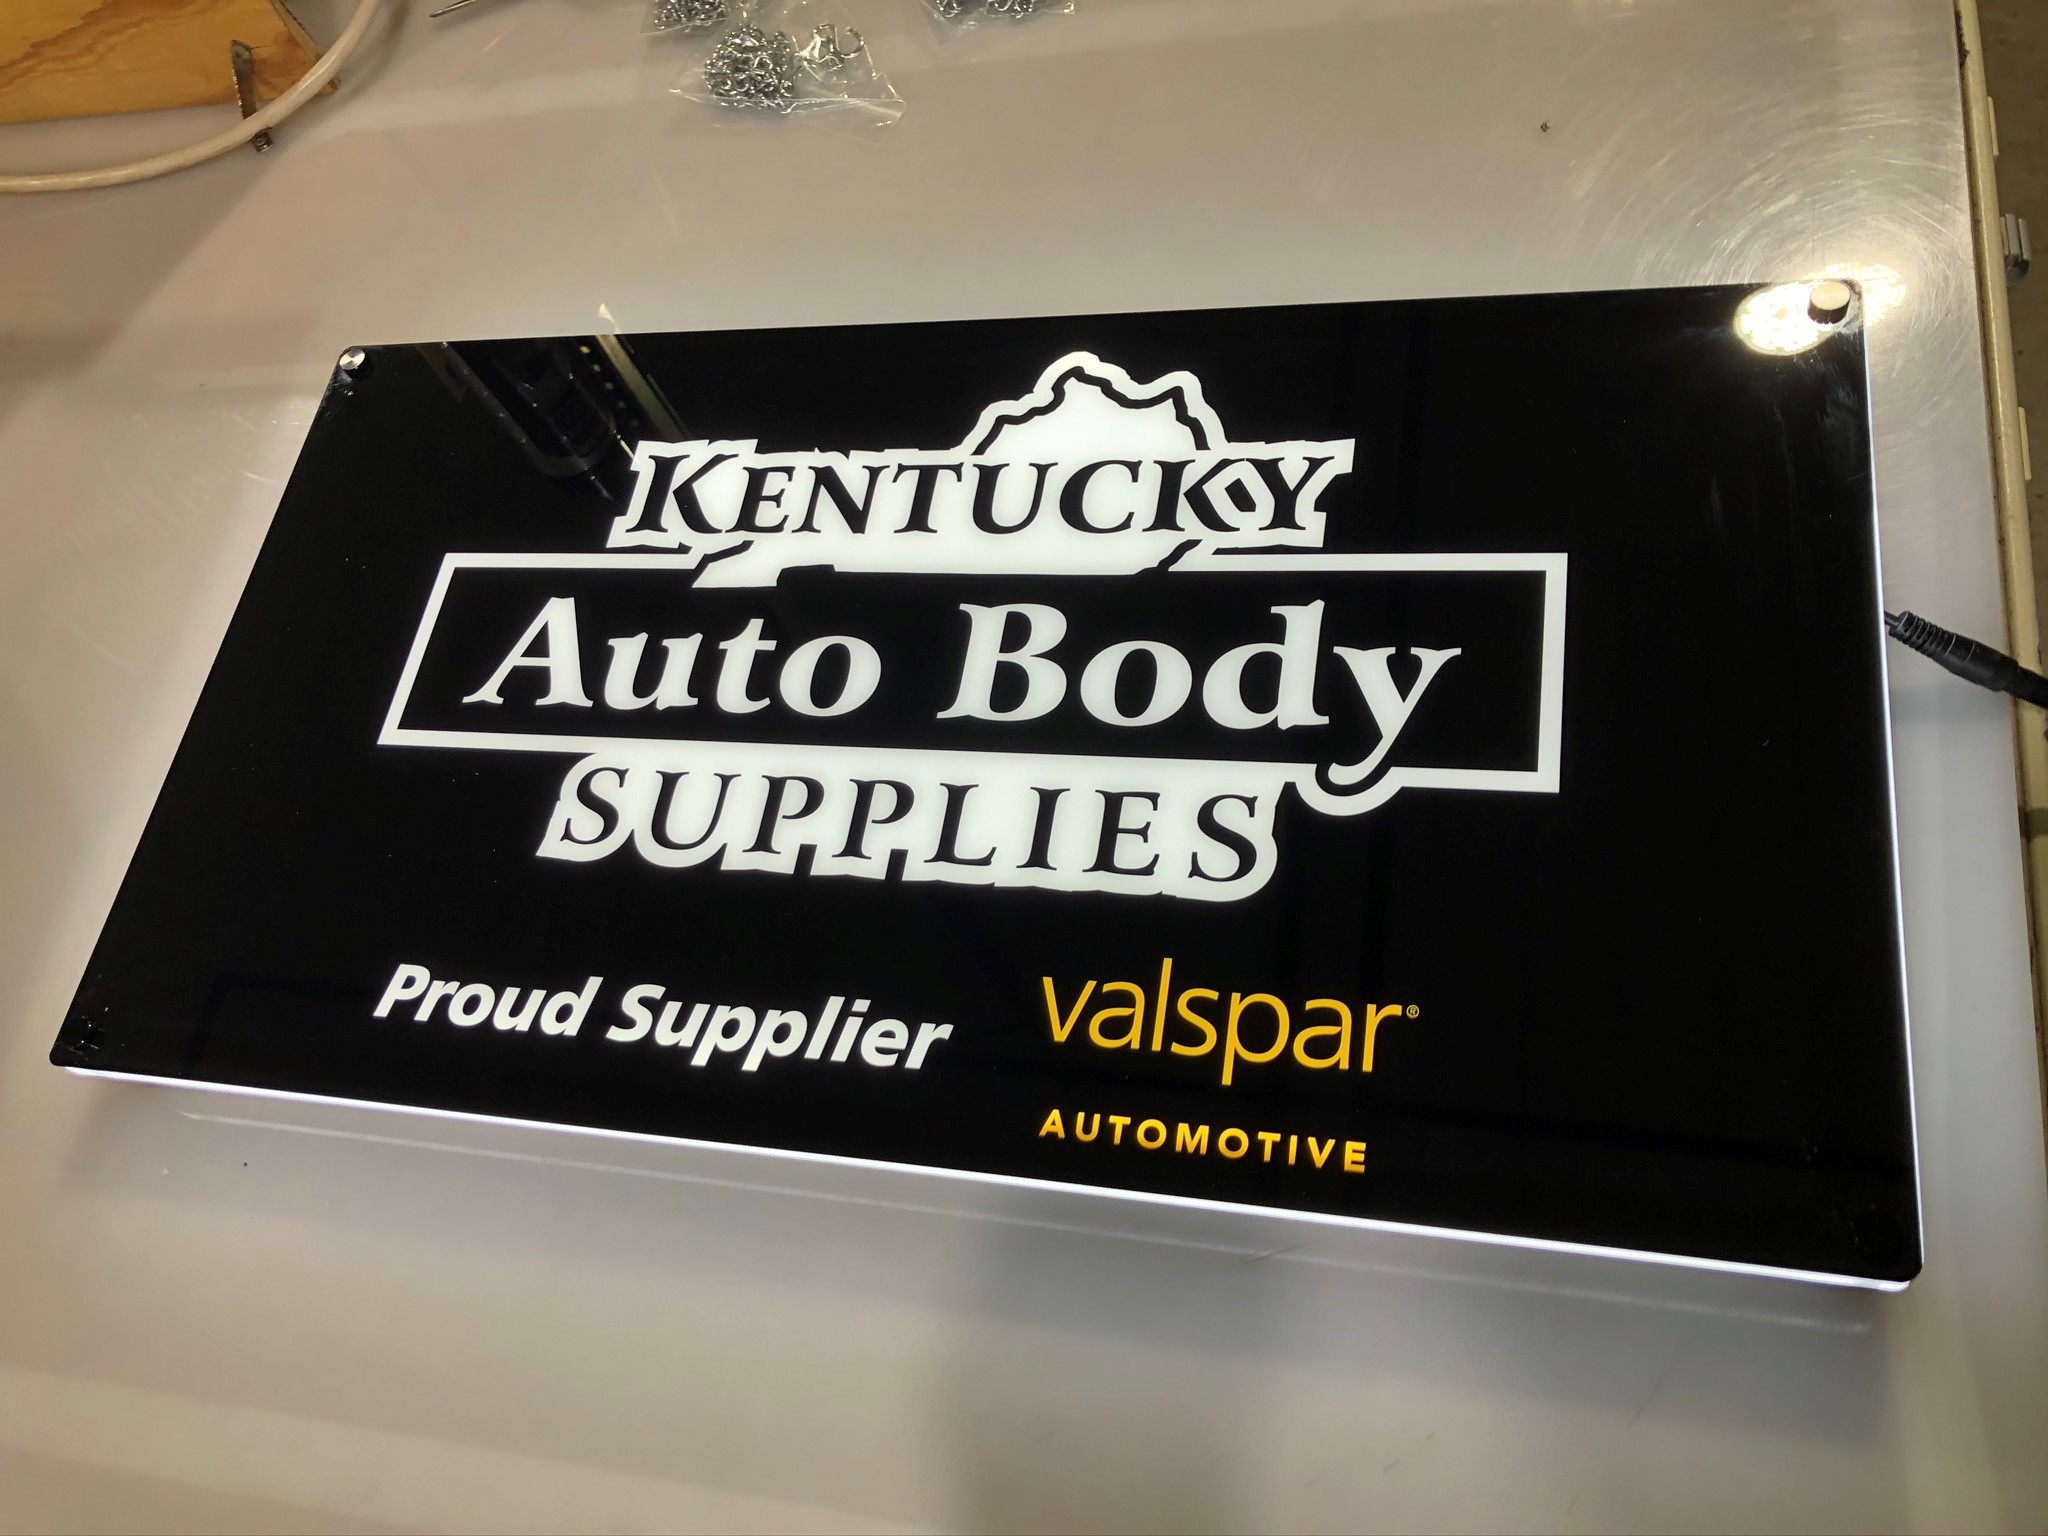 KENTUCKY
Auto Body
SUPPLIES
Proud Supplier
valspar®
AUTOMOTIVE